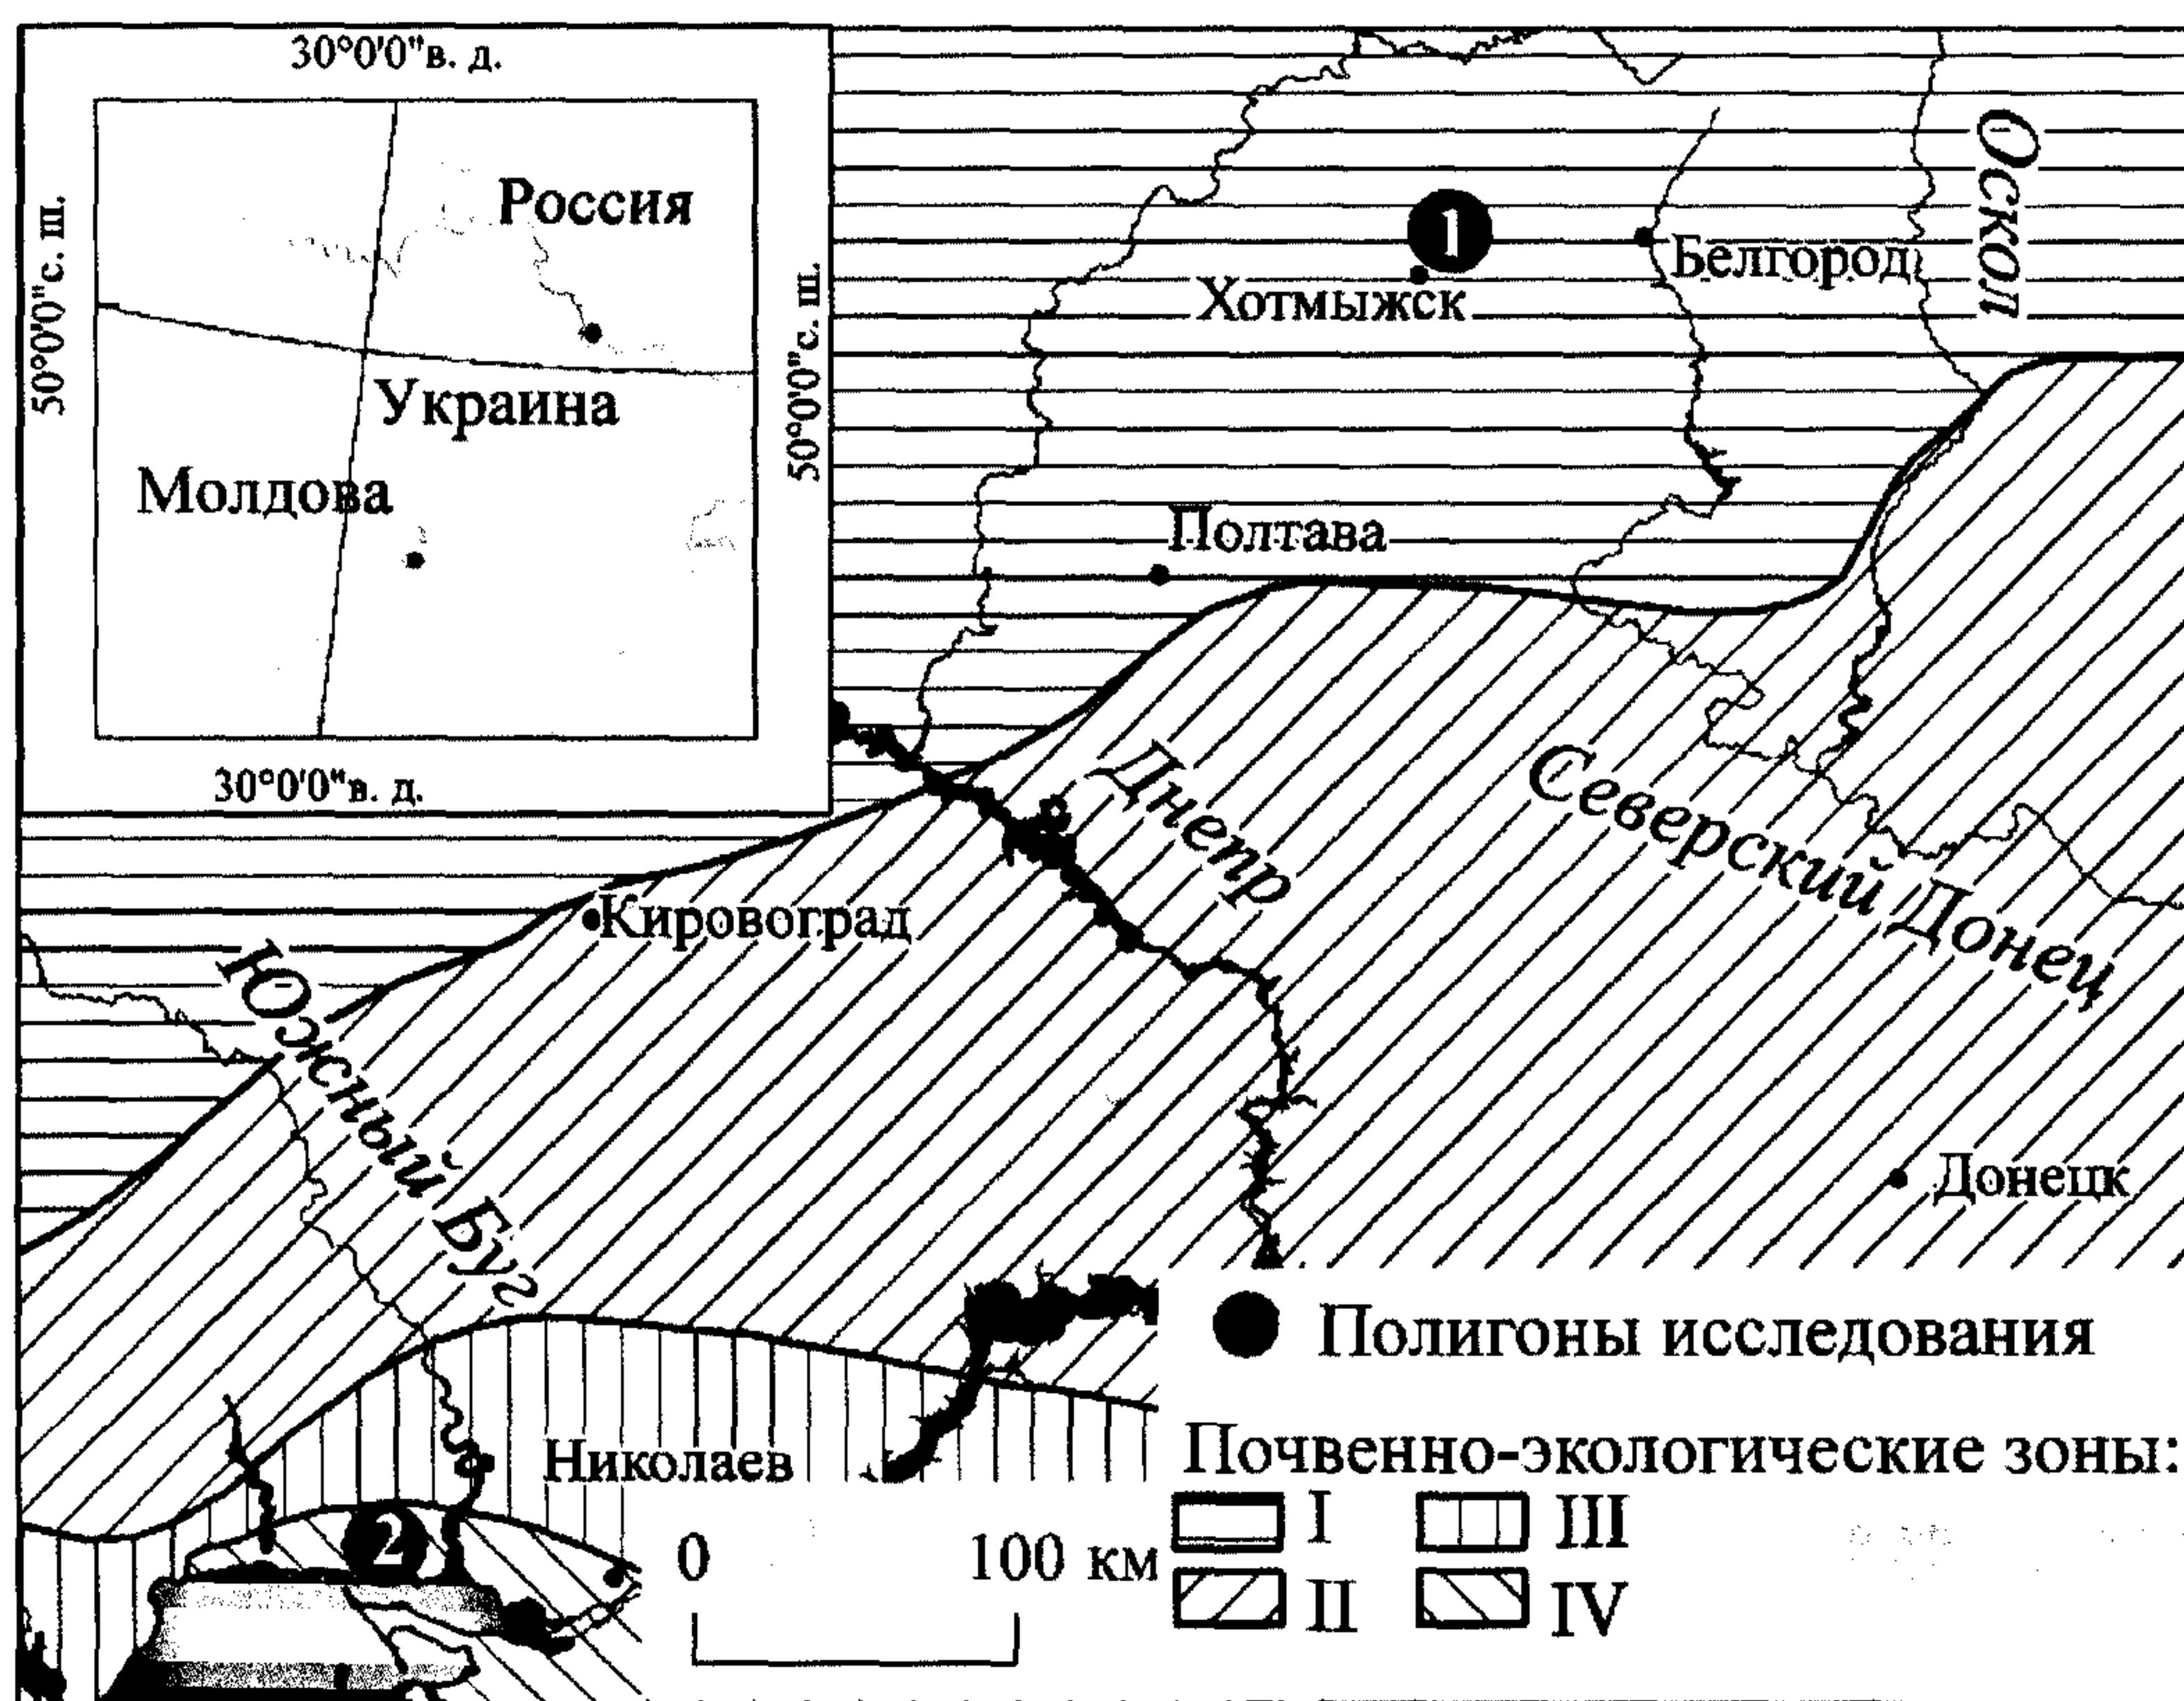 30°0'0"в. д.
50°0'0"с. ш.
Россия
Украина
Молдова
50°0'0"с. ш.
30°0'0"в. д.
Оскол
1
Белгород
Хотмыжск
Полтава
Днепр
Северский Донец
Кировоград
Южный Буг
Донецк
Николаев
2
0 100 км
Полигоны исследования
Почвенно-экологические зоны:
I III
II IV